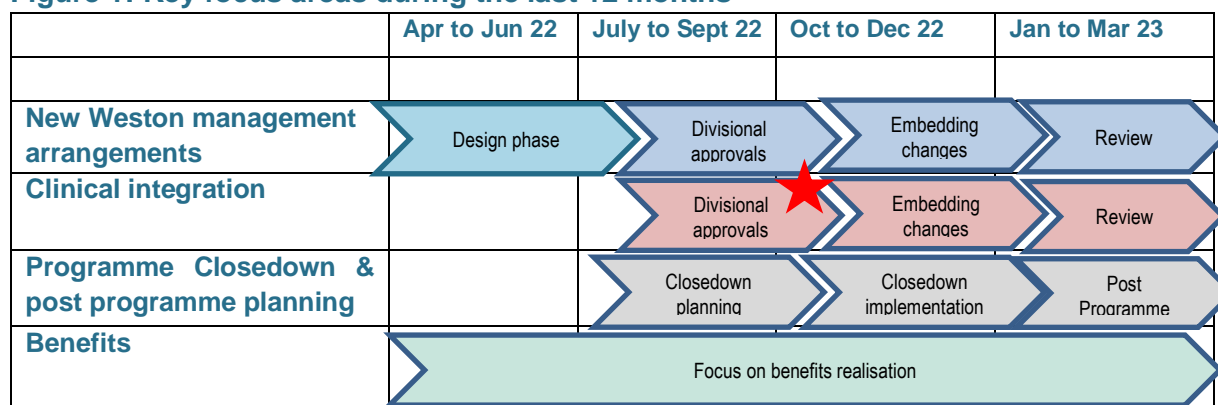 Apr to Jun 22 July to Sept 22 Oct to Dec 22 Jan to Mar 23
New Weston management
arrangements
Design phase
Divisional
approvals
Embedding
changes
Review
Clinical integration
Divisional
approvals
Embedding
changes
Review
Programme Closedown &
post programme planning
Closedown
planning
Closedown
implementation
Post
Programme
Benefits
Focus on benefits realisation